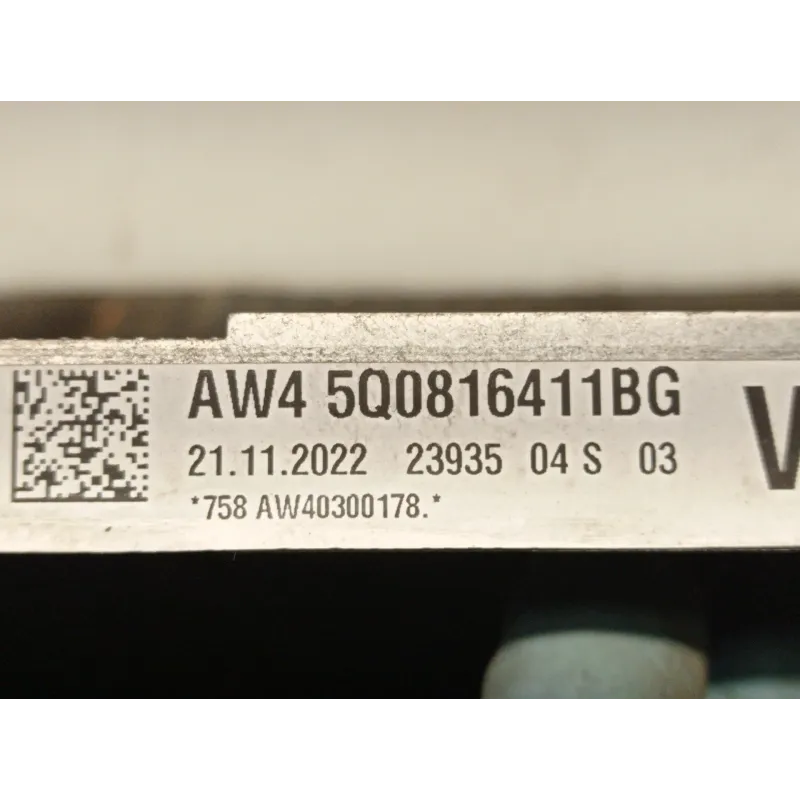 AW4 5Q0816411BG
21.11.2022 23935 04 S 03
*758 AW40300178.*